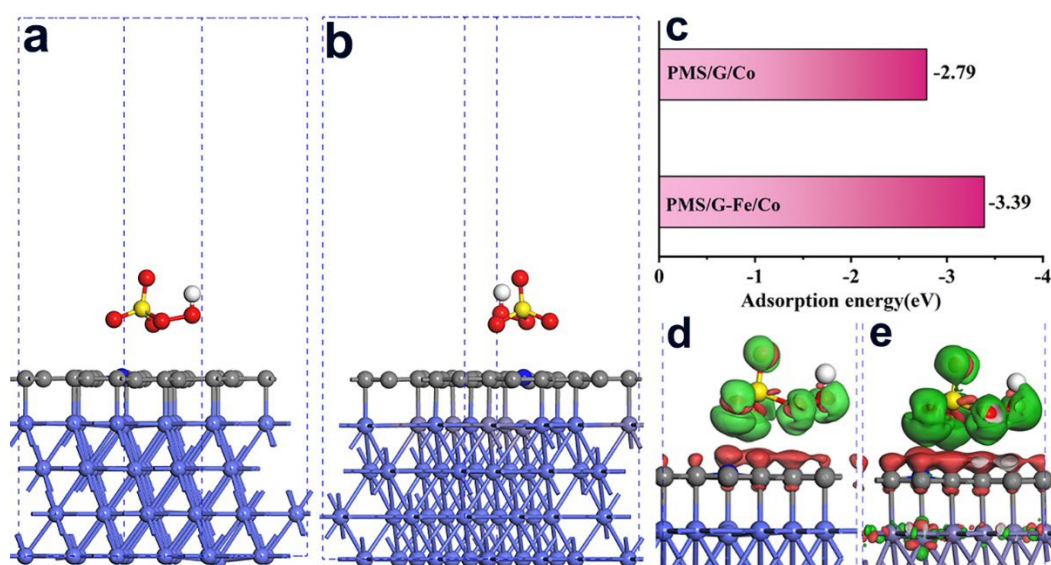 a
b
c
PMS/G/Co
-2.79
PMS/G-Fe/Co
-3.39
0
-1
-2
-3
-4
Adsorption energy(eV)
d
e